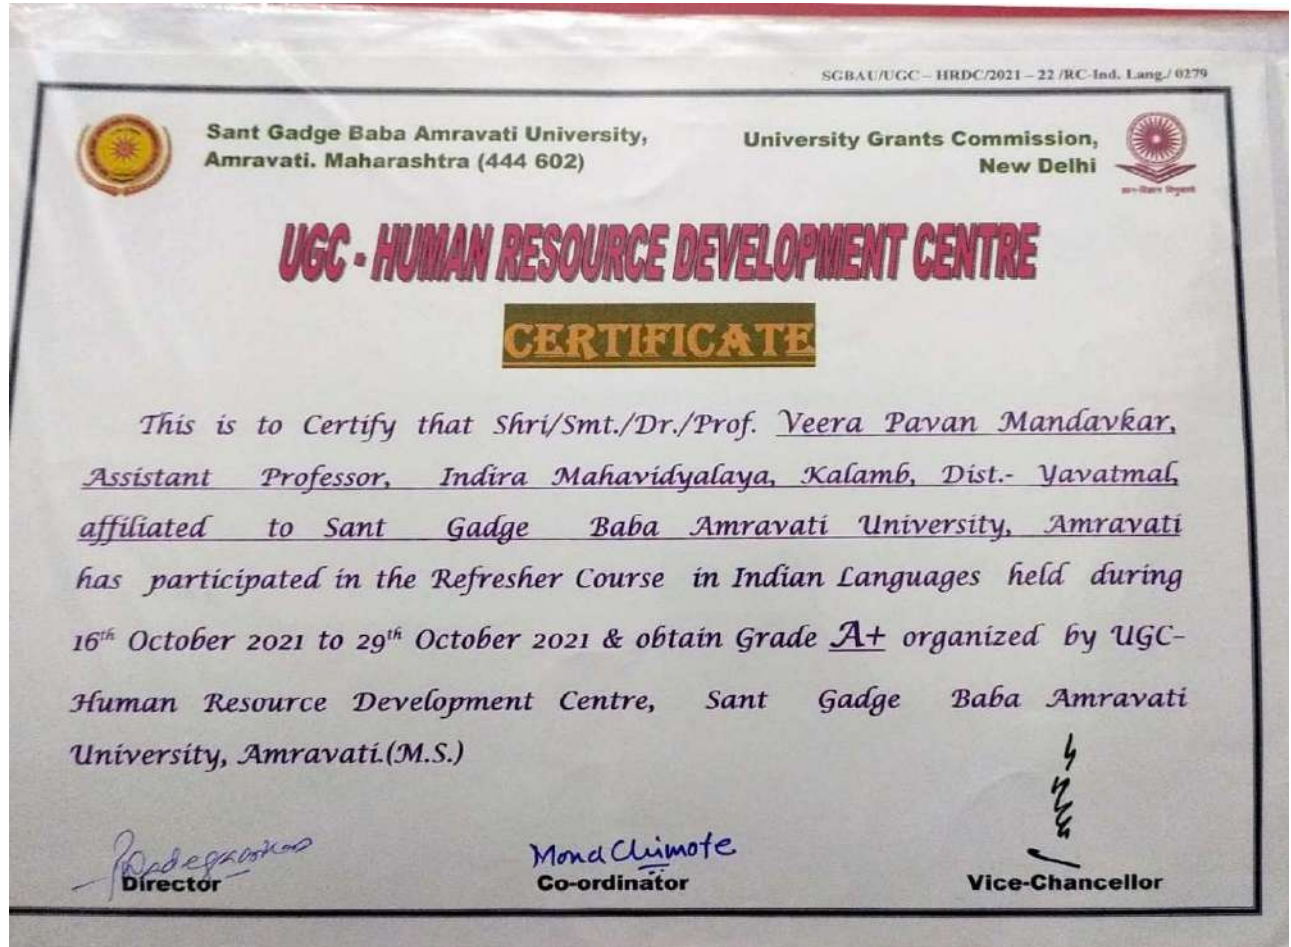 SGBAU/UGC – HRDC/2021 – 22 /RC-Ind. Lang./ 0279
Sant Gadge Baba Amravati University,
Amravati. Maharashtra (444 602)
University Grants Commission,
New Delhi
ज्ञान-विज्ञान विमुक्तये
UGC - HUMAN RESOURCE DEVELOPMENT CENTRE
CERTIFICATE
This is to Certify that Shri/Smt./Dr./Prof. Veera Pavan Mandavkar,
Assistant Professor, Indira Mahavidyalaya, Kalamb, Dist.- Yavatmal,
affiliated to Sant Gadge Baba Amravati University, Amravati
has participated in the Refresher Course in Indian Languages held during
16th October 2021 to 29th October 2021 & obtain Grade A+ organized by UGC-
Human Resource Development Centre, Sant Gadge Baba Amravati
University, Amravati.(M.S.)
Mona Chimote
Director
Co-ordinator
Vice-Chancellor